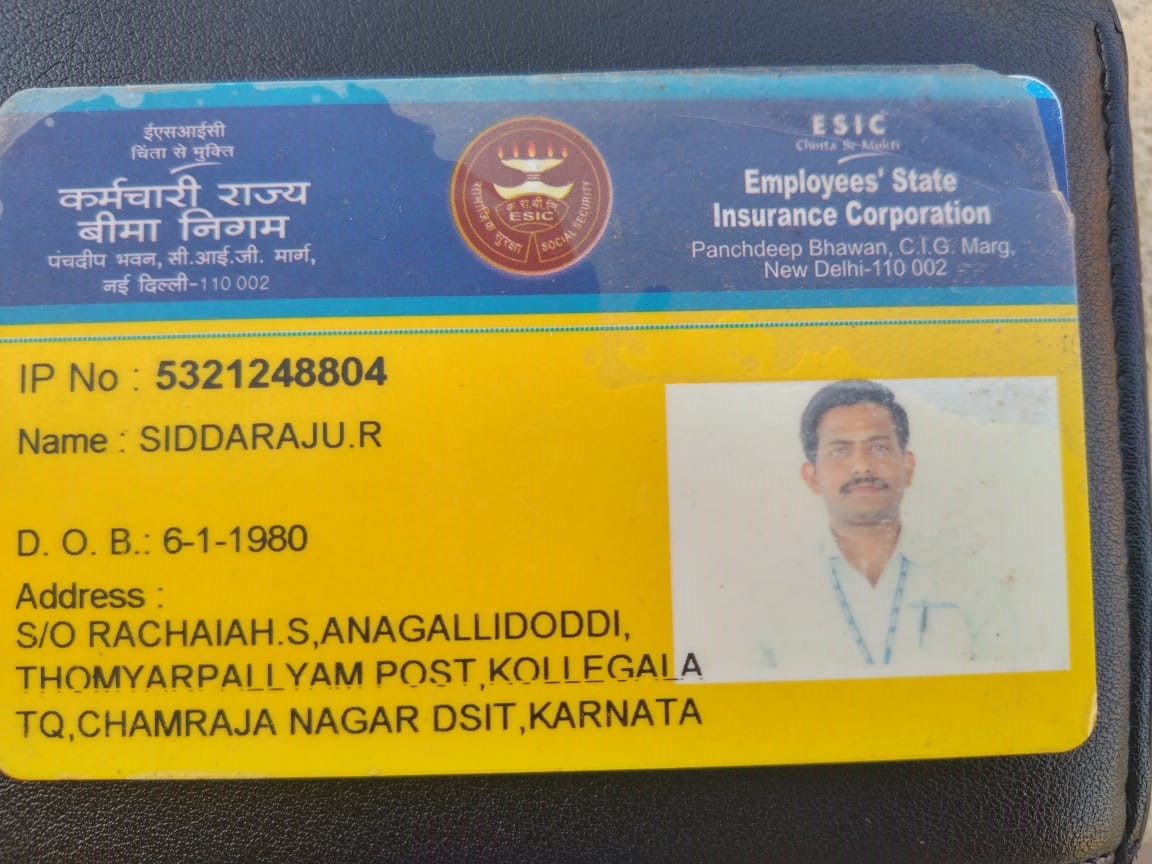 ईएसआईसी
चिंता से मुक्ति
कर्मचारी राज्य
बीमा निगम
पंचदीप भवन, सी.आई.जी. मार्ग,
नई दिल्ली-110 002
सामाजिक सुरक्षा
क.रा.बी.नि.
ESIC
SOCIAL SECURITY
ESIC
Chinta Se Mukti
Employees' State
Insurance Corporation
Panchdeep Bhawan, C.I.G. Marg,
New Delhi-110 002
IP No : 5321248804
Name : SIDDARAJU.R
D. O. B.: 6-1-1980
Address :
S/O RACHAIAH.S,ANAGALLIDODDI,
THOMYARPALLYAM POST,KOLLEGALA
TQ,CHAMRAJA NAGAR DSIT,KARNATA